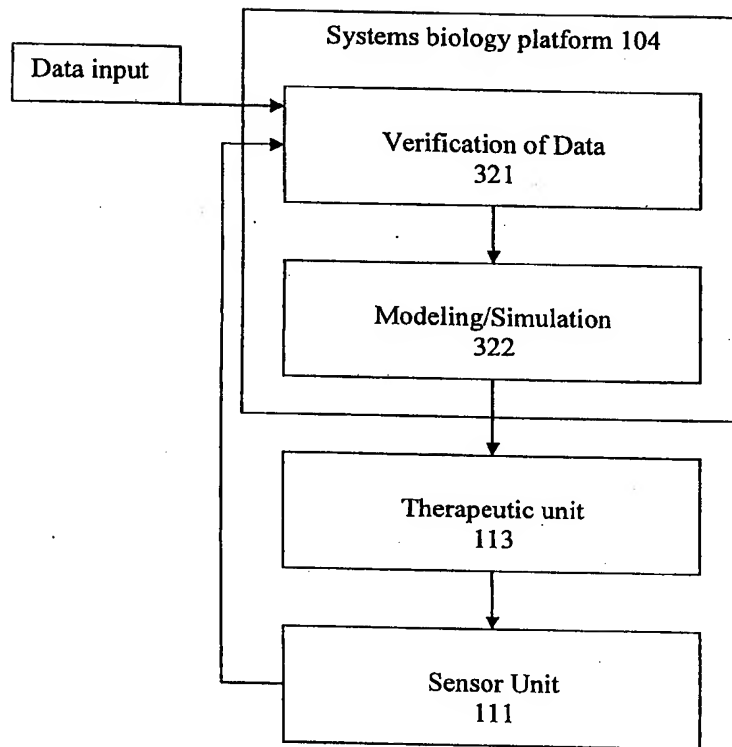 Systems biology platform 104
Data input
Verification of Data
321
Modeling/Simulation
322
Therapeutic unit
113
Sensor Unit
111